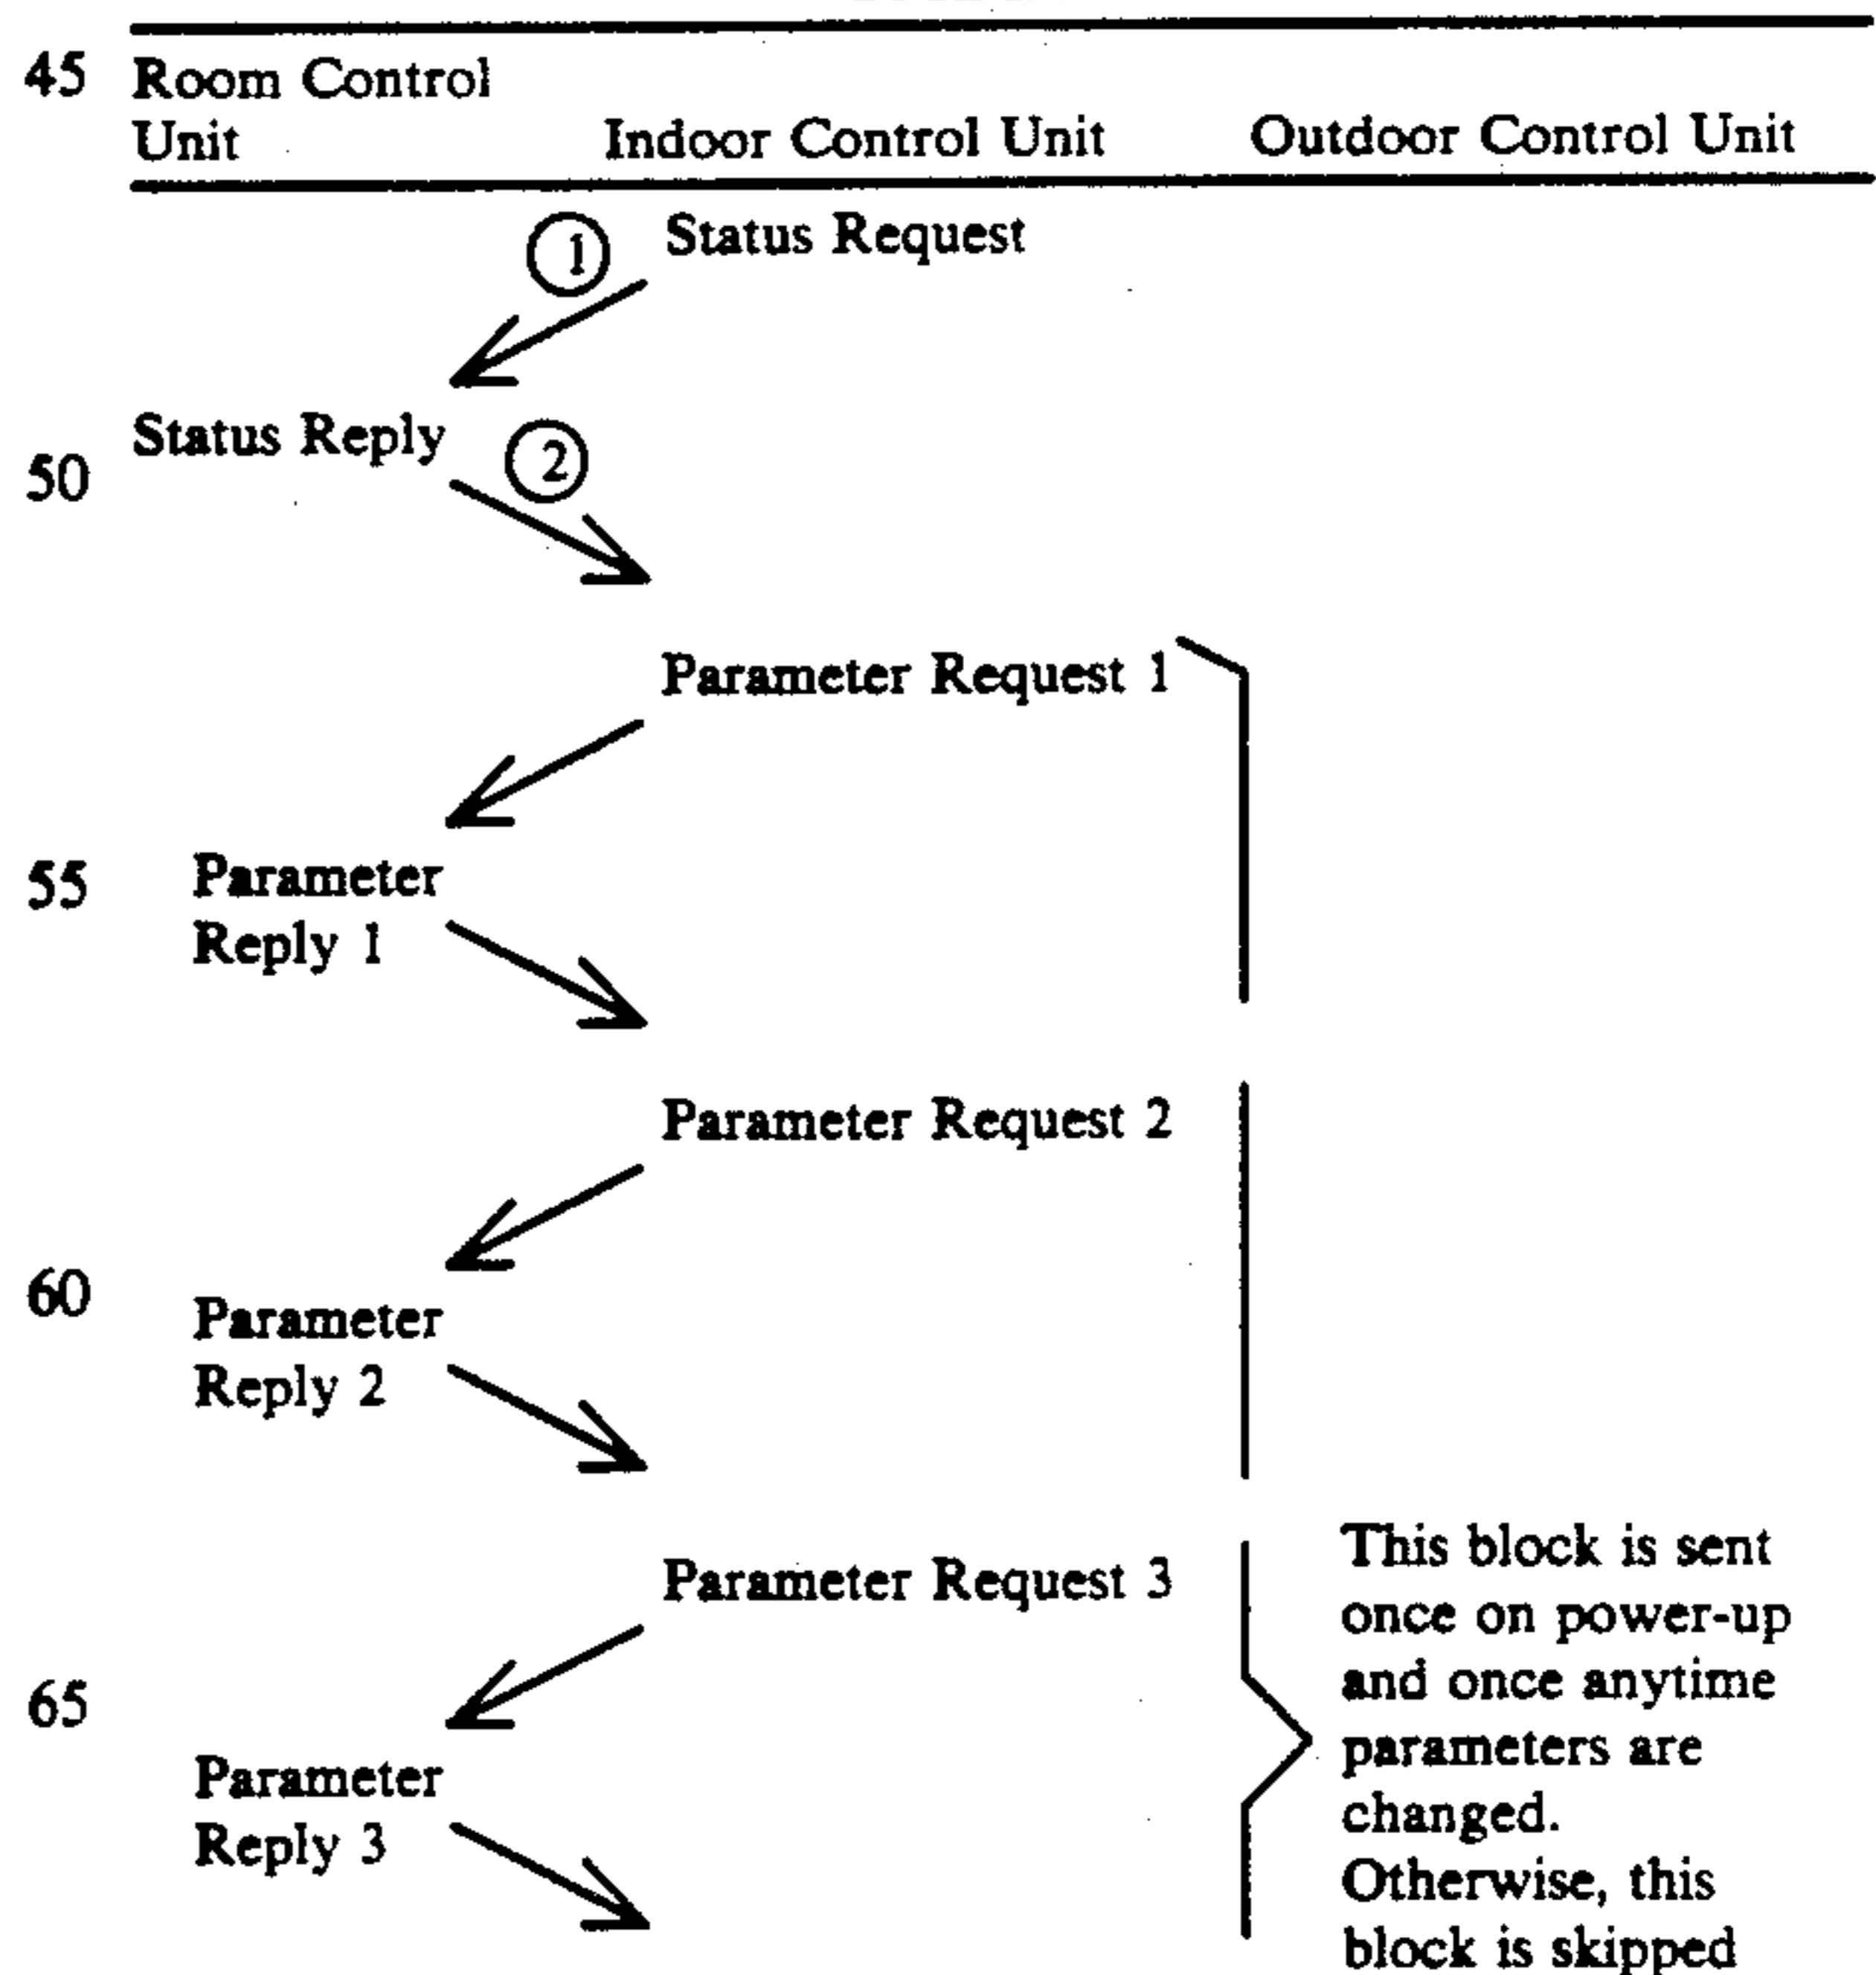 45 Room Control
Unit Indoor Control Unit Outdoor Control Unit
1 Status Request
Status Reply 2
50
Parameter Request 1
55 Parameter
Reply 1
Parameter Request 2
60
Parameter
Reply 2
Parameter Request 3
This block is sent
once on power-up
and once anytime
parameters are
changed.
Otherwise, this
block is skipped
65
Parameter
Reply 3